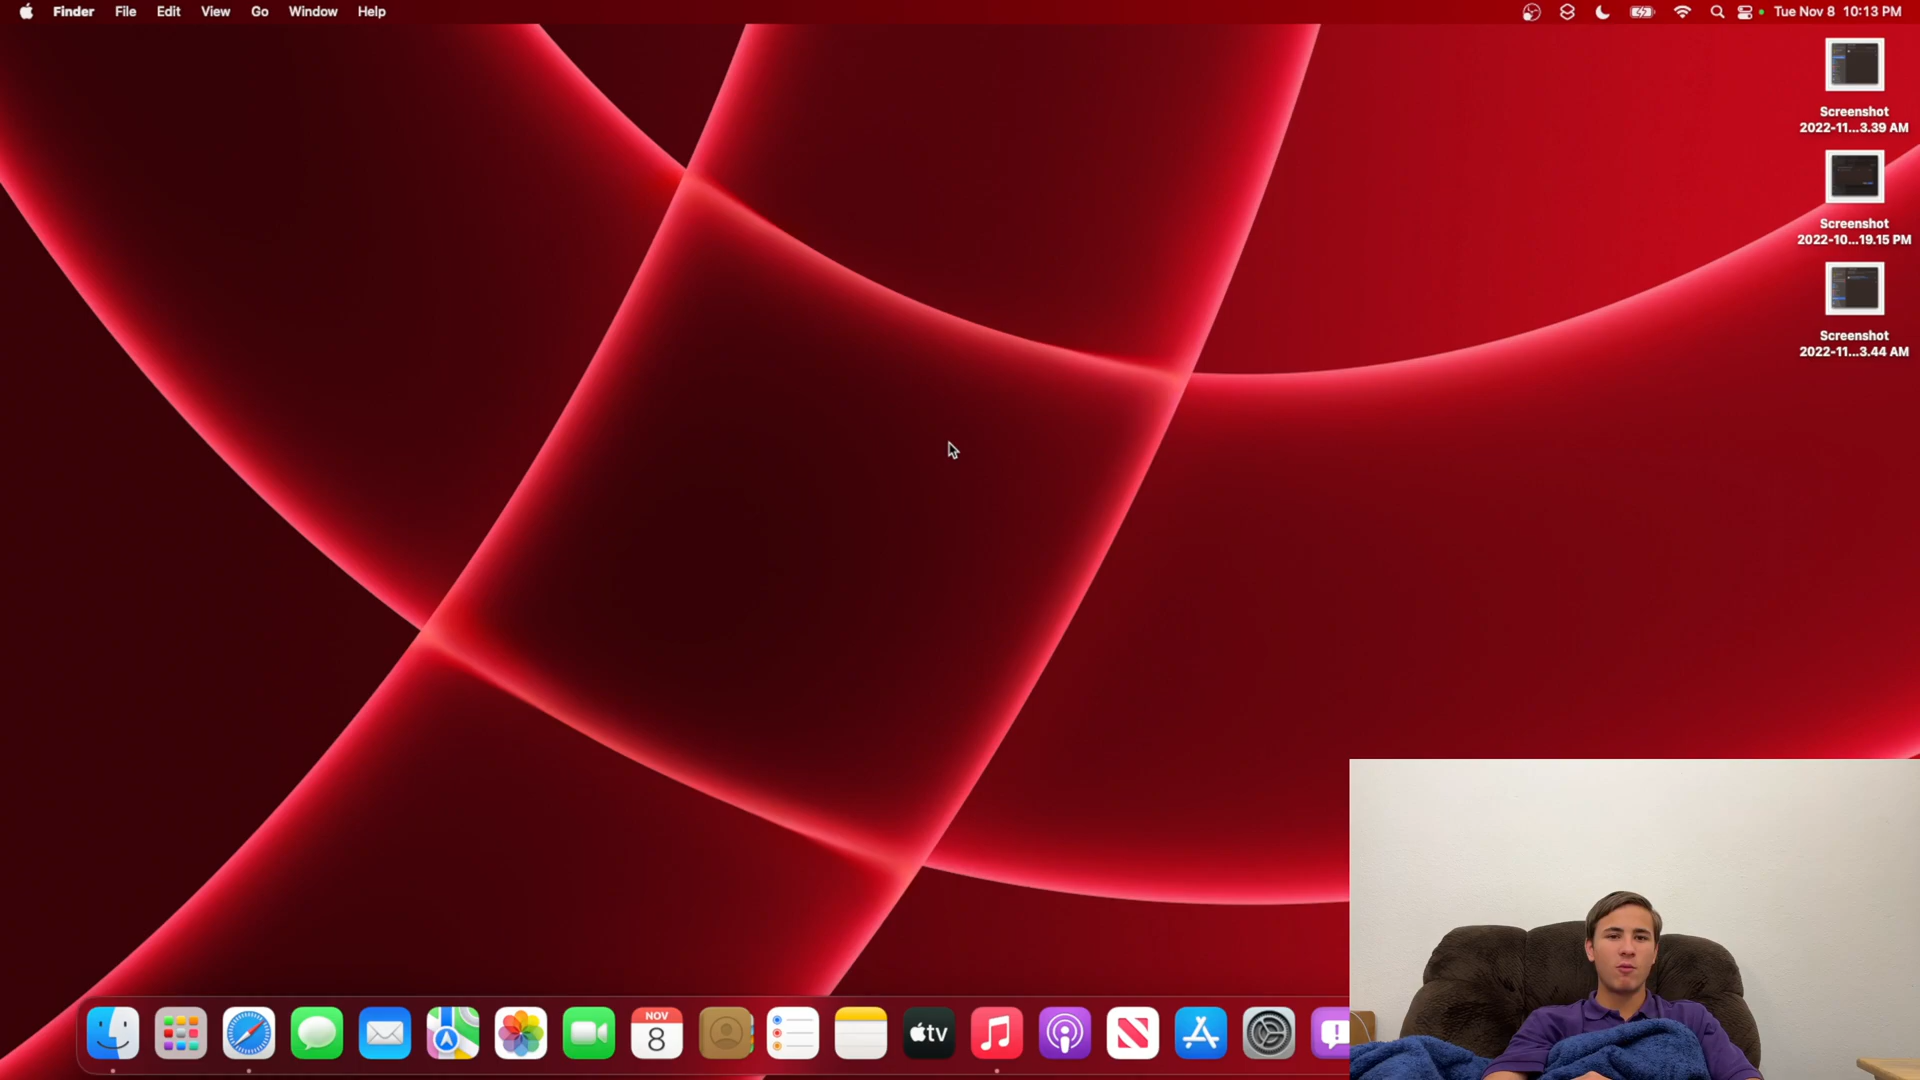 Finder File Edit View Go Window Help
Tue Nov 8 10:13 PM
Screenshot
2022-11...3.39 AM
Screenshot
2022-10...19.15 PM
Screenshot
2022-11...3.44 AM
NOV
8
tv